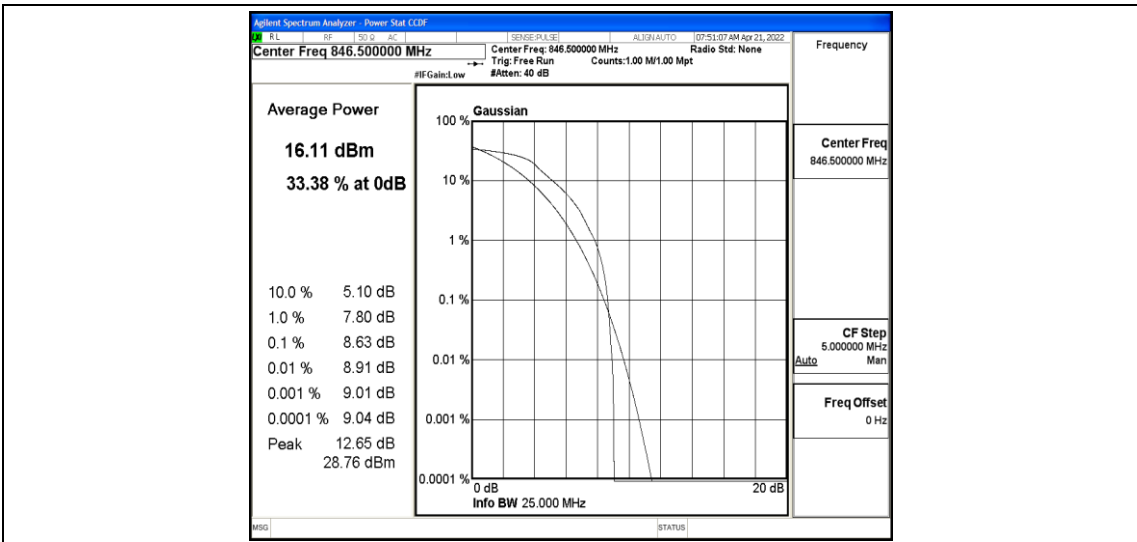 Agilent Spectrum Analyzer - Power Stat CCDF
LXI RL RF 50 Ω AC SENSE:PULSE ALIGN AUTO 07:51:07 AM Apr 21, 2022
Center Freq 846.500000 MHz
Center Freq: 846.500000 MHz Radio Std: None
Trig: Free Run Counts:1.00 M/1.00 Mpt
#IFGain:Low #Atten: 40 dB
Frequency
Average Power
16.11 dBm
33.38 % at 0dB
10.0 % 5.10 dB
1.0 % 7.80 dB
0.1 % 8.63 dB
0.01 % 8.91 dB
0.001 % 9.01 dB
0.0001 % 9.04 dB
Peak 12.65 dB
28.76 dBm
Gaussian
100 %
10 %
1 %
0.1 %
0.01 %
0.001 %
0.0001 %
0 dB 20 dB
Info BW 25.000 MHz
Center Freq
846.500000 MHz
CF Step
5.000000 MHz
Auto Man
Freq Offset
0 Hz
MSG STATUS